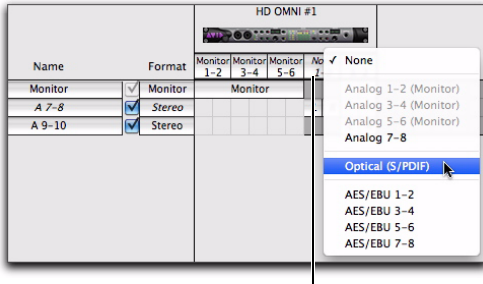 HD OMNI #1
AVID
Name Format Monitor 1-2 Monitor 3-4 Monitor 5-6
Monitor Monitor Monitor
A 7-8 Stereo
A 9-10 Stereo
✓ None
Analog 1-2 (Monitor)
Analog 3-4 (Monitor)
Analog 5-6 (Monitor)
Analog 7-8
Optical (S/PDIF)
AES/EBU 1-2
AES/EBU 3-4
AES/EBU 5-6
AES/EBU 7-8